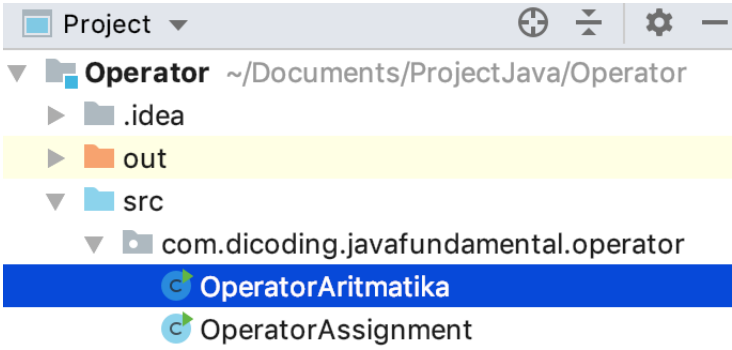 Project
Operator ~/Documents/ProjectJava/Operator
.idea
out
src
com.dicoding.javafundamental.operator
C OperatorAritmatika
C OperatorAssignment